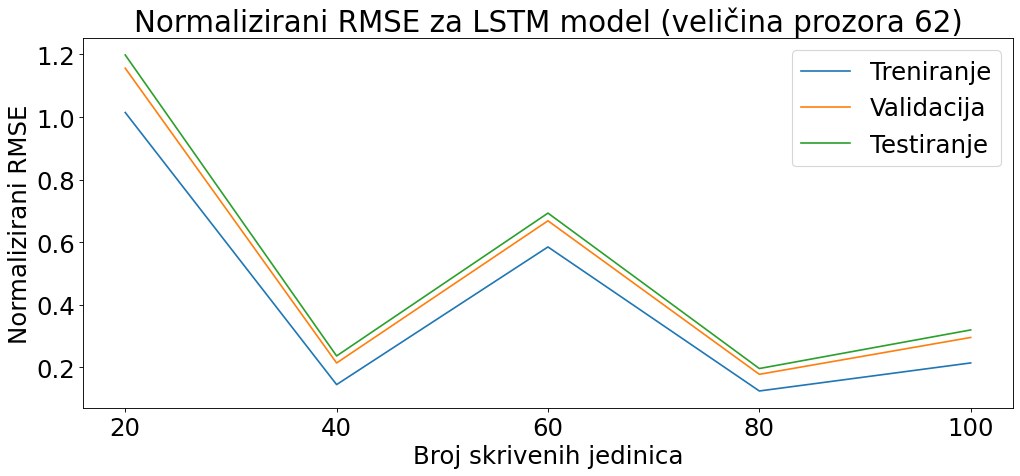 Normalizirani RMSE za LSTM model (veličina prozora 62)
Treniranje
Validacija
Testiranje
Normalizirani RMSE
1.2
1.0
0.8
0.6
0.4
0.2
20 40 60 80 100
Broj skrivenih jedinica